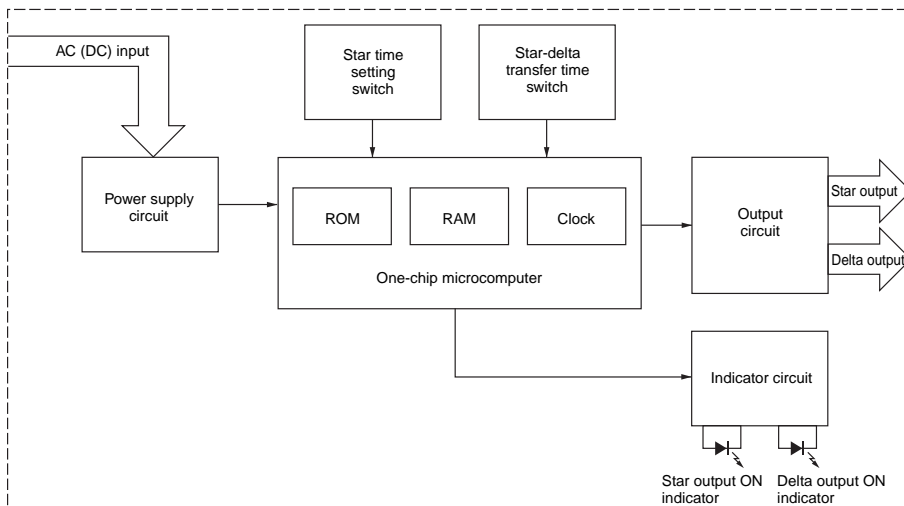 AC (DC) input
Star time
setting
switch
Star-delta
transfer time
switch
Power supply
circuit
ROM
RAM
Clock
One-chip microcomputer
Output
circuit
Star output
Delta output
Indicator circuit
Star output ON
indicator
Delta output ON
indicator